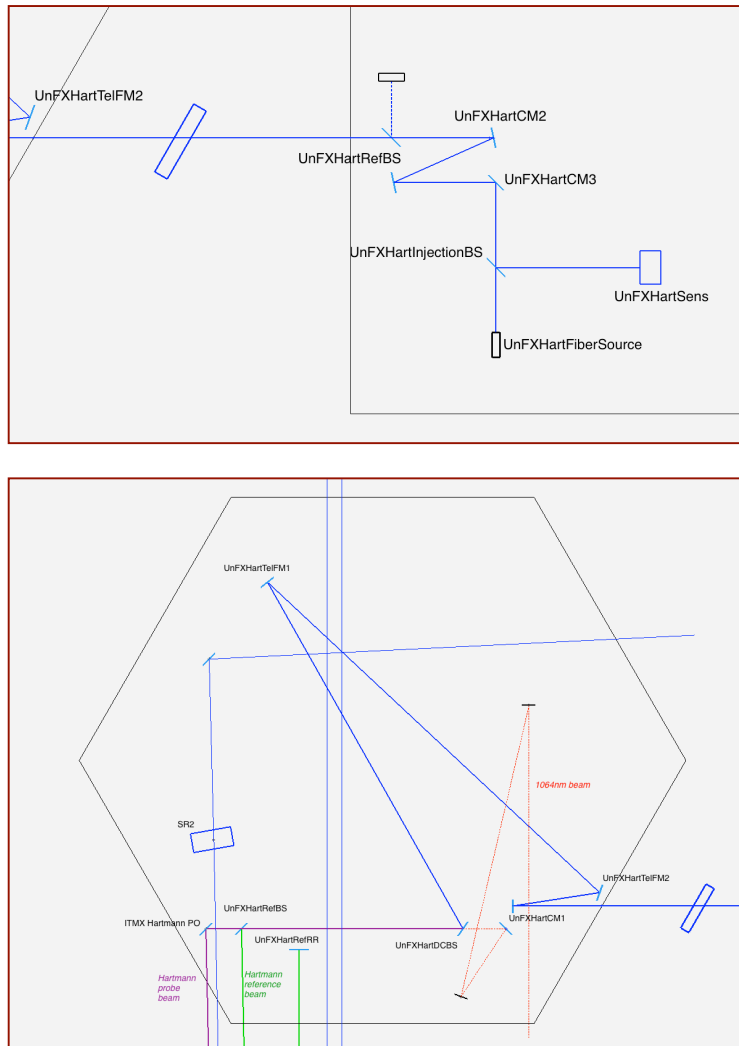 UnFXHartTelFM2
UnFXHartCM2
UnFXHartRefBS
UnFXHartCM3
UnFXHartInjectionBS
UnFXHartSens
UnFXHartFiberSource
UnFXHartTelFM1
1064nm beam
SR2
UnFXHartTelFM2
UnFXHartRefBS
UnFXHartCM1
ITMX Hartmann PO
UnFXHartRefRR
UnFXHartDCBS
Hartmann
probe
beam
Hartmann
reference
beam